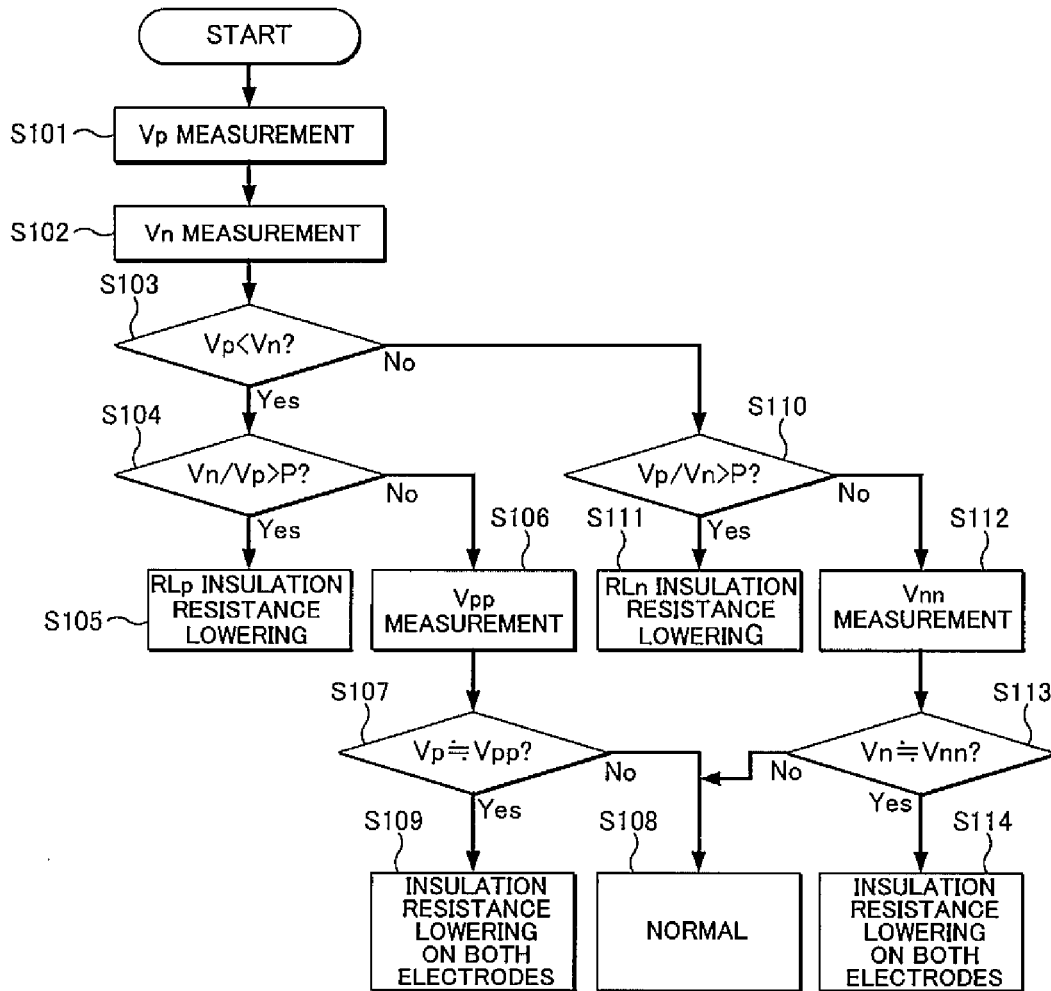 START
S101
Vp MEASUREMENT
S102
Vn MEASUREMENT
S103
Vp<Vn?
No
Yes
S104
Vn/Vp>P?
No
Yes
S110
Vp/Vn>P?
No
Yes
S105
RLp INSULATION
RESISTANCE
LOWERING
S106
Vpp
MEASUREMENT
S111
RLn INSULATION
RESISTANCE
LOWERING
S112
Vnn
MEASUREMENT
S107
Vp≒Vpp?
No
Yes
S113
Vn≒Vnn?
No
Yes
S109
INSULATION
RESISTANCE
LOWERING
ON BOTH
ELECTRODES
S108
NORMAL
S114
INSULATION
RESISTANCE
LOWERING
ON BOTH
ELECTRODES